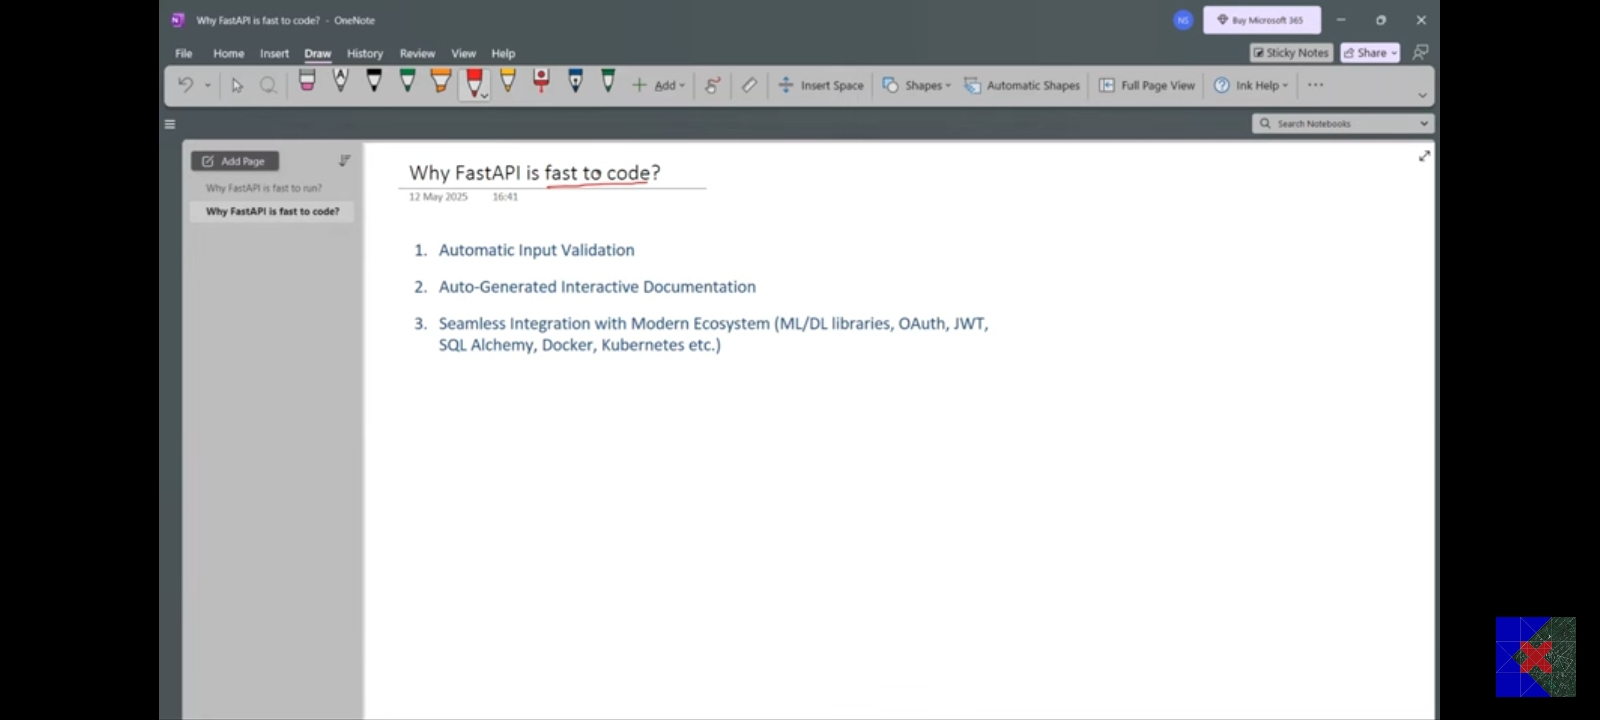 Why FastAPI is fast to code? - OneNote
NS
Buy Microsoft 365
File Home Insert Draw History Review View Help
Sticky Notes
Share
Add
Insert Space
Shapes
Automatic Shapes
Full Page View
Ink Help
Search Notebooks
Add Page
Why FastAPI is fast to run?
Why FastAPI is fast to code?
Why FastAPI is fast to code?
12 May 2025 16:41
1. Automatic Input Validation
2. Auto-Generated Interactive Documentation
3. Seamless Integration with Modern Ecosystem (ML/DL libraries, OAuth, JWT,
SQL Alchemy, Docker, Kubernetes etc.)